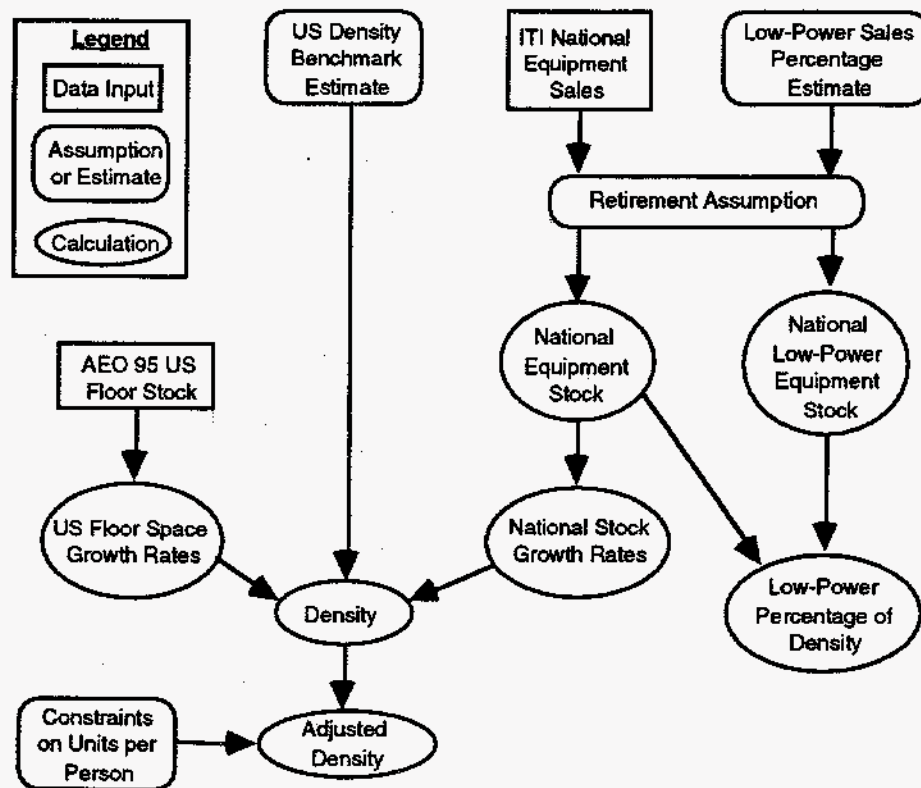 Legend
Data Input
Assumption
or Estimate
Calculation
US Density
Benchmark
Estimate
ITI National
Equipment
Sales
Low-Power Sales
Percentage
Estimate
Retirement Assumption
National
Equipment
Stock
National
Low-Power
Equipment
Stock
AEO 95 US
Floor Stock
US Floor Space
Growth Rates
National Stock
Growth Rates
Density
Low-Power
Percentage of
Density
Constraints
on Units per
Person
Adjusted
Density